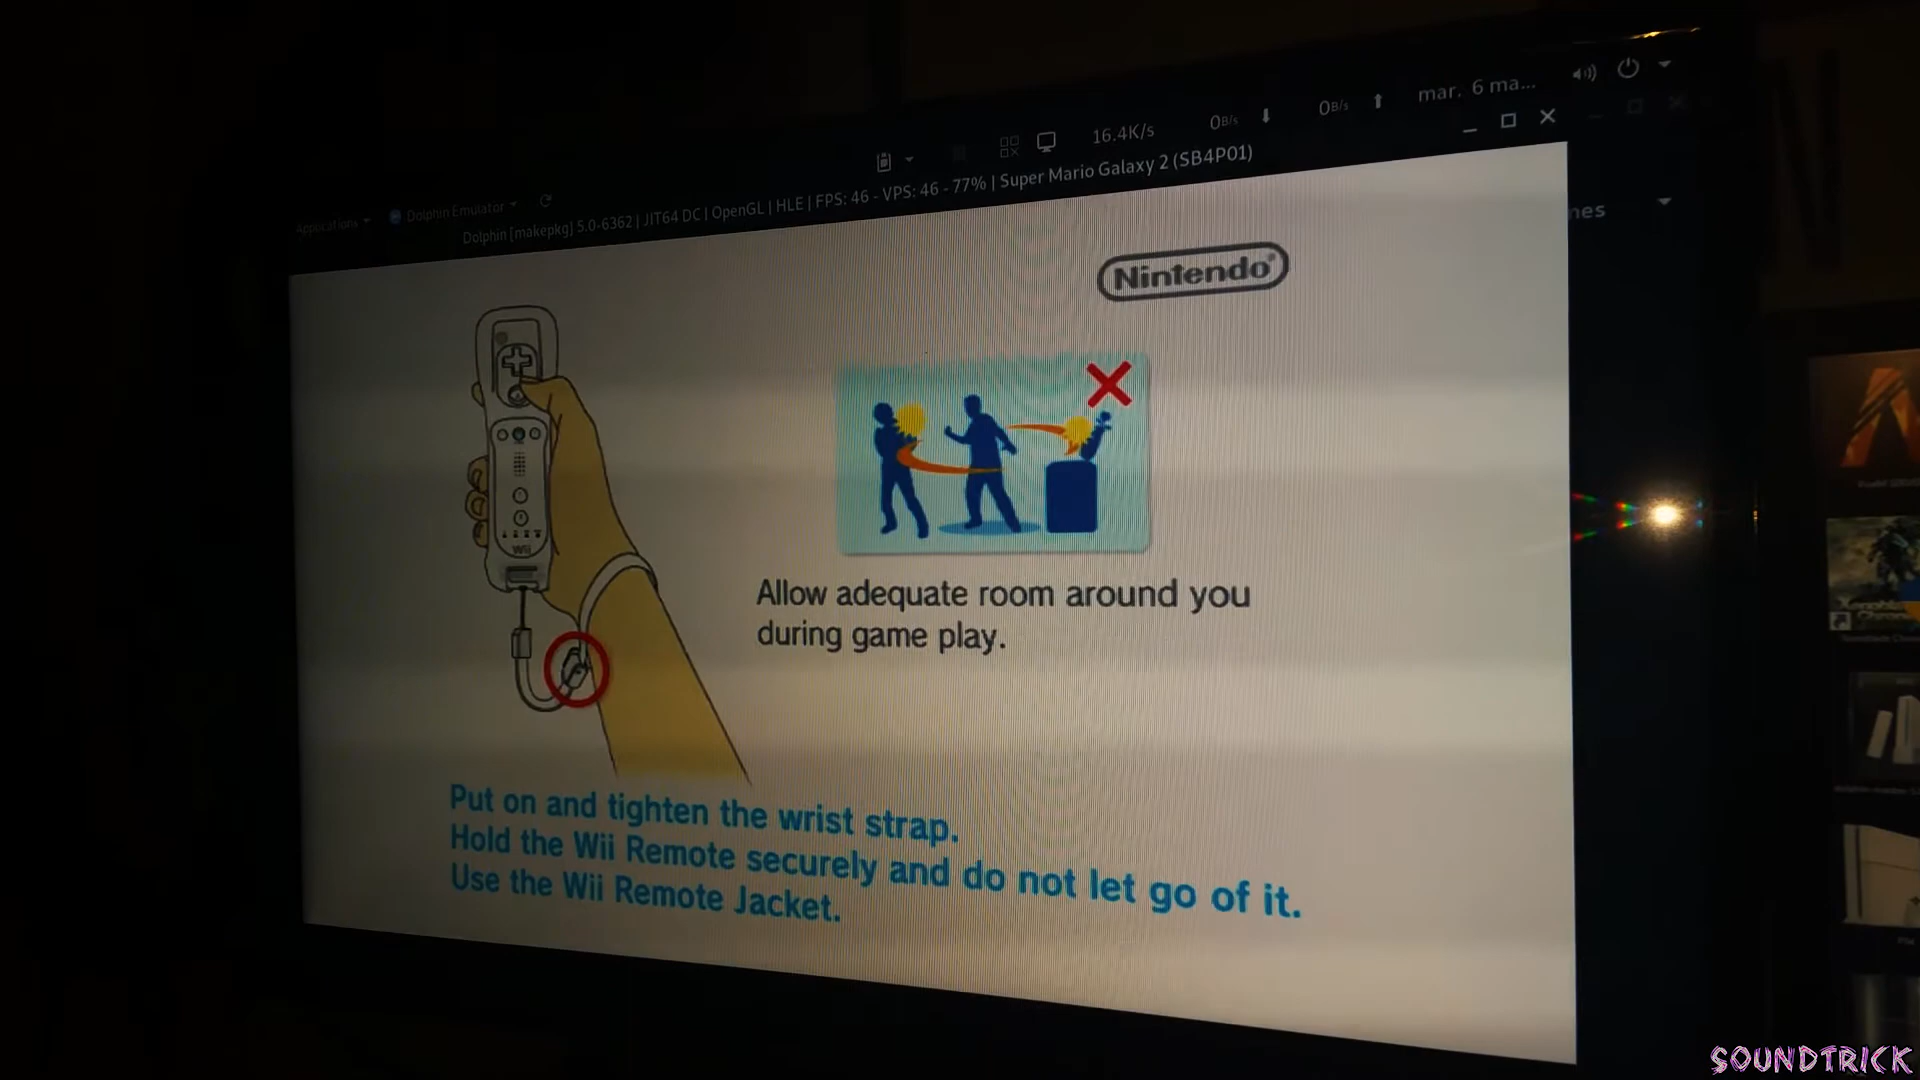 mar. 6 ma...
16.4K/s
0B/s
0B/s
Applications
Dolphin Emulator
Dolphin [makepkg] 5.0-6362 | JIT64 DC | OpenGL | HLE | FPS: 46 - VPS: 46 - 77% | Super Mario Galaxy 2 (SB4P01)
nes
Nintendo®
Wii
Allow adequate room around you
during game play.
Put on and tighten the wrist strap.
Hold the Wii Remote securely and do not let go of it.
Use the Wii Remote Jacket.
SOUNDTRICK